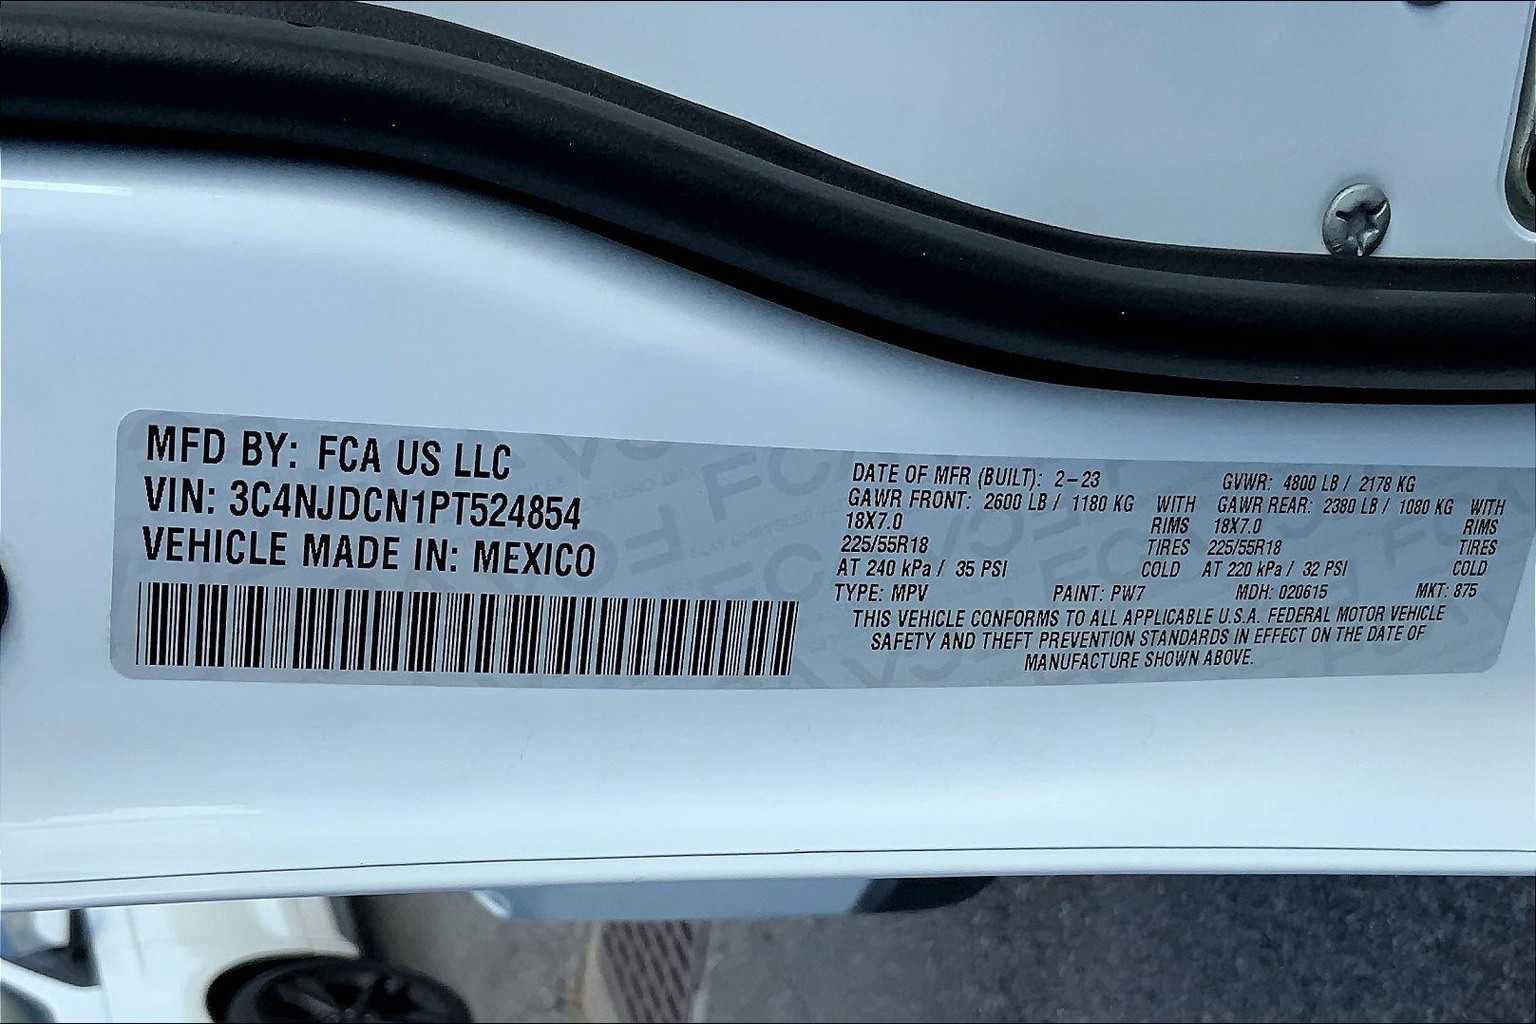 MFD BY: FCA US LLC
VIN: 3C4NJDCN1PT524854
VEHICLE MADE IN: MEXICO
DATE OF MFR (BUILT): 2-23 GVWR: 4800 LB / 2178 KG
GAWR FRONT: 2600 LB / 1180 KG WITH GAWR REAR: 2380 LB / 1080 KG WITH
18X7.0 RIMS 18X7.0 RIMS
225/55R18 TIRES 225/55R18 TIRES
AT 240 kPa / 35 PSI COLD AT 220 kPa / 32 PSI COLD
TYPE: MPV PAINT: PW7 MDH: 020615 MKT: 875
THIS VEHICLE CONFORMS TO ALL APPLICABLE U.S.A. FEDERAL MOTOR VEHICLE
SAFETY AND THEFT PREVENTION STANDARDS IN EFFECT ON THE DATE OF
MANUFACTURE SHOWN ABOVE.